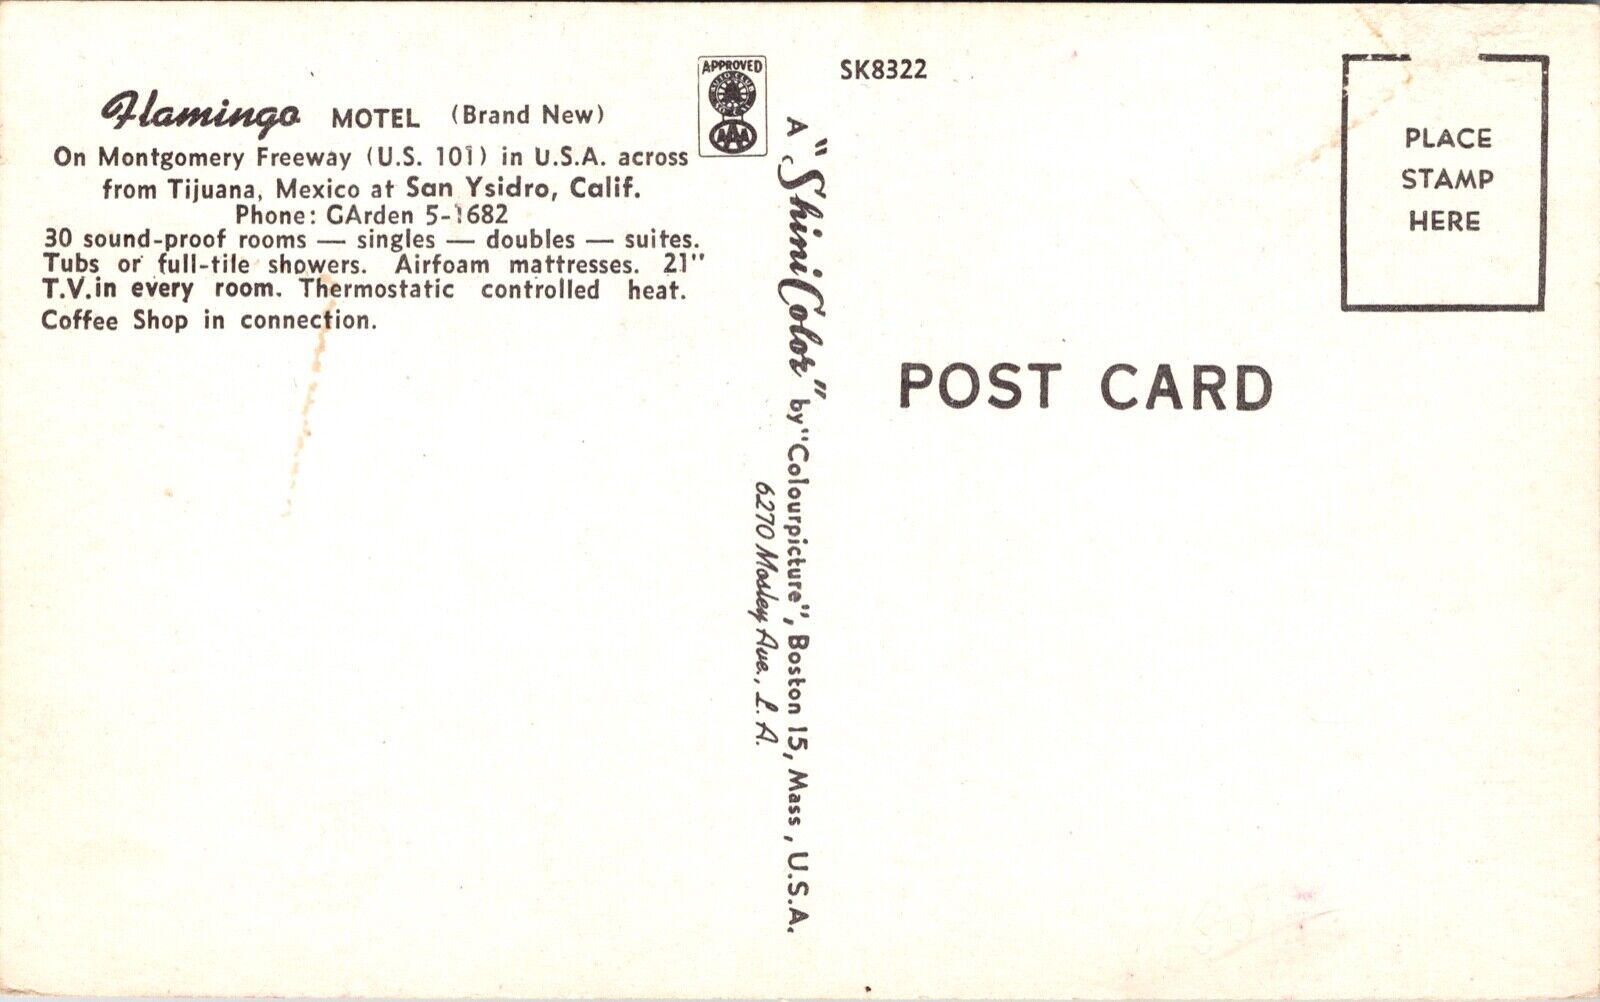 Flamingo MOTEL (Brand New)
On Montgomery Freeway (U.S. 101) in U.S.A. across
from Tijuana, Mexico at San Ysidro, Calif.
Phone: GArden 5-1682
30 sound-proof rooms — singles — doubles — suites.
Tubs or full-tile showers. Airfoam mattresses. 21"
T.V. in every room. Thermostatic controlled heat.
Coffee Shop in connection.
APPROVED
AAA
A "ShiniColor" by "Colourpicture", Boston 15, Mass., U.S.A.
6270 Mosley Ave., L. A.
SK8322
PLACE
STAMP
HERE
POST CARD